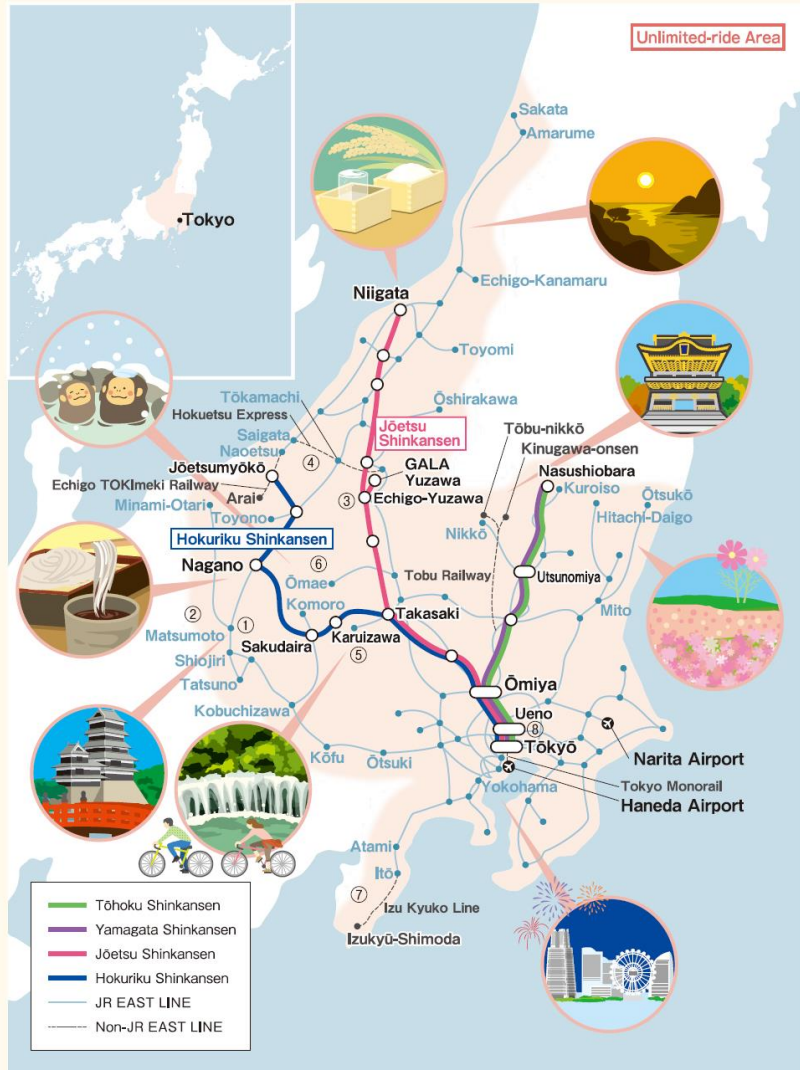 Unlimited-ride Area
Tokyo
Sakata
Amarume
Echigo-Kanamaru
Niigata
Toyomi
Tōkamachi
Hokuetsu Express
Ōshirakawa
Jōetsu
Shinkansen
Tōbu-nikkō
Kinugawa-onsen
Saigata
Naoetsu
④
Jōetsumyōkō
GALA
Yuzawa
Nasushiobara
Echigo TOKImeki Railway
Arai
③
Echigo-Yuzawa
Kuroiso
Ōtsukō
Minami-Otari
Toyono
Hitachi-Daigo
Nikkō
Hokuriku Shinkansen
Nagano
⑥
Ōmae
Tobu Railway
Utsunomiya
Komoro
Takasaki
Mito
②
①
Matsumoto
Sakudaira
Karuizawa
⑤
Shiojiri
Tatsuno
Ōmiya
Kobuchizawa
Ueno
⑧
Kōfu
Ōtsuki
Tōkyō
Narita Airport
Yokohama
Tokyo Monorail
Haneda Airport
Atami
Itō
⑦
Izu Kyuko Line
Izukyū-Shimoda
Tōhoku Shinkansen
Yamagata Shinkansen
Jōetsu Shinkansen
Hokuriku Shinkansen
JR EAST LINE
Non-JR EAST LINE